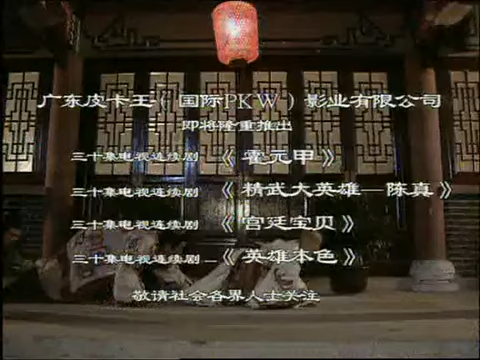 广东皮卡王（国际PKW）影业有限公司
即将隆重推出
三十集电视连续剧 《霍元甲》
三十集电视连续剧 《精武大英雄—陈真》
三十集电视连续剧 《宫廷宝贝》
三十集电视连续剧 《英雄本色》
敬请社会各界人士关注